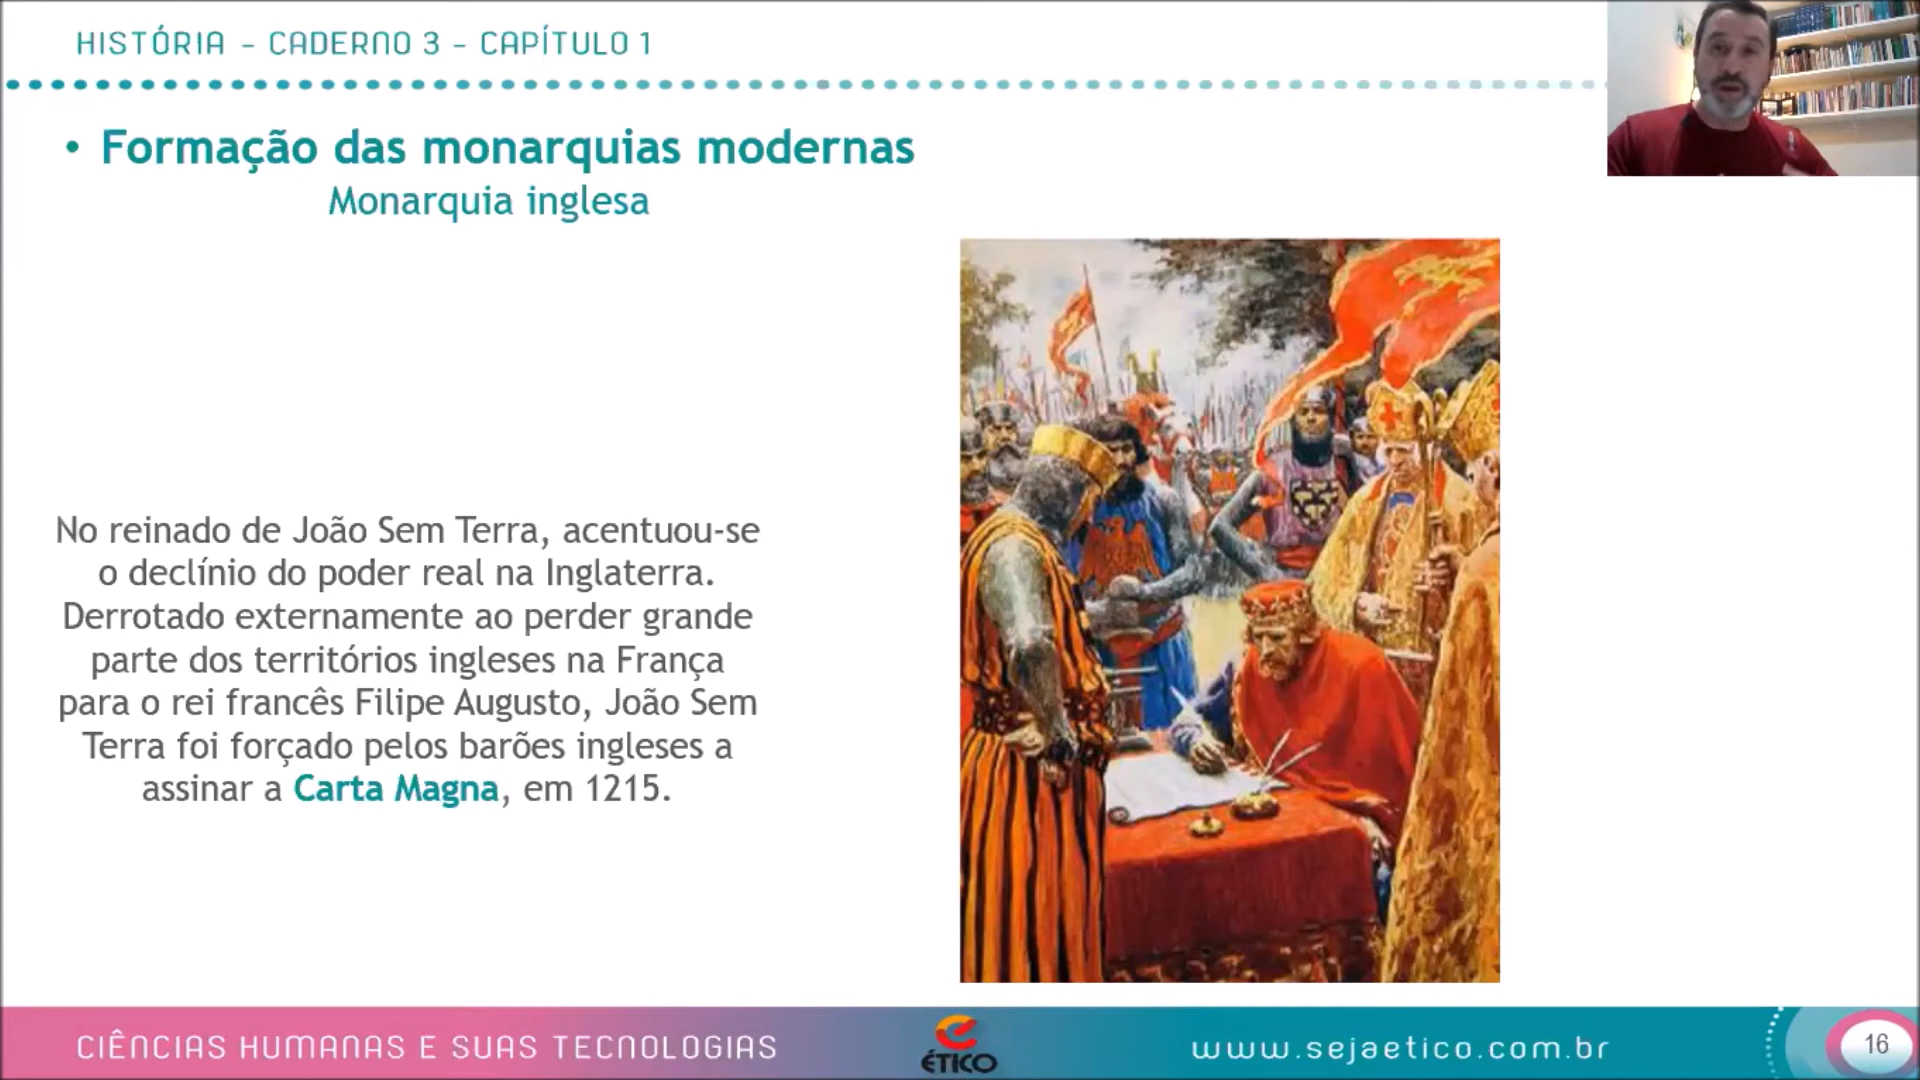 HISTÓRIA - CADERNO 3 - CAPÍTULO 1
• Formação das monarquias modernas
Monarquia inglesa
No reinado de João Sem Terra, acentuou-se
o declínio do poder real na Inglaterra.
Derrotado externamente ao perder grande
parte dos territórios ingleses na França
para o rei francês Filipe Augusto, João Sem
Terra foi forçado pelos barões ingleses a
assinar a Carta Magna, em 1215.
CIÊNCIAS HUMANAS E SUAS TECNOLOGIAS
ÉTICO
www.sejaetico.com.br
16